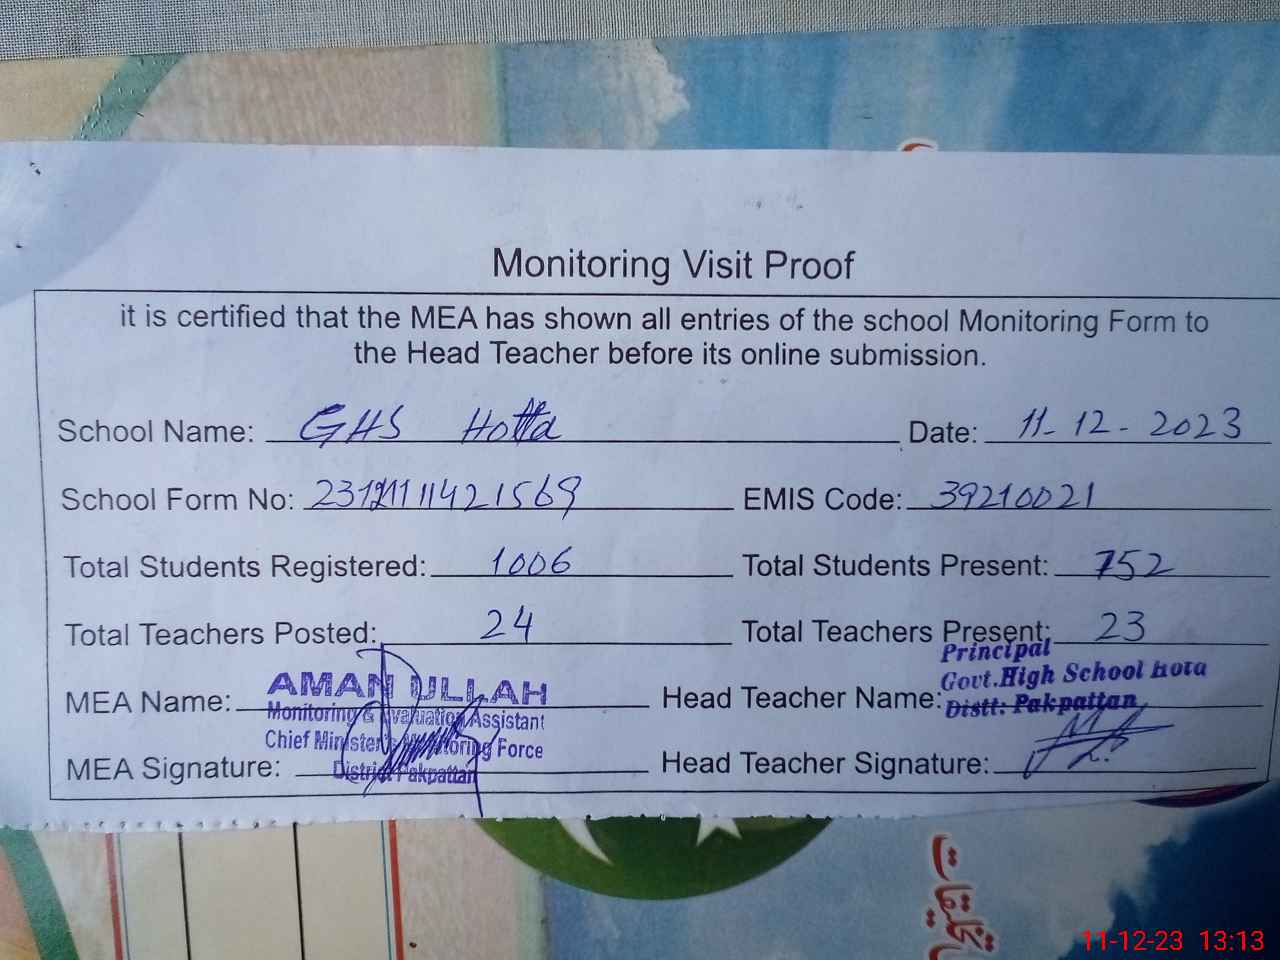 Monitoring Visit Proof
it is certified that the MEA has shown all entries of the school Monitoring Form to
the Head Teacher before its online submission.
School Name: GHS Hotta Date: 11-12-2023
School Form No: EMIS Code: 39210021
Total Students Registered: 1006 Total Students Present: 752
Total Teachers Posted: 24 Total Teachers Present: 23
MEA Name: AMAN ULLAH
Monitoring & Evaluation Assistant
Chief Minister's Monitoring Force
District Pakpattan
MEA Signature:
Head Teacher Name: Principal
Govt. High School Hota
Distt: Pakpattan
Head Teacher Signature:
11-12-23 13:13